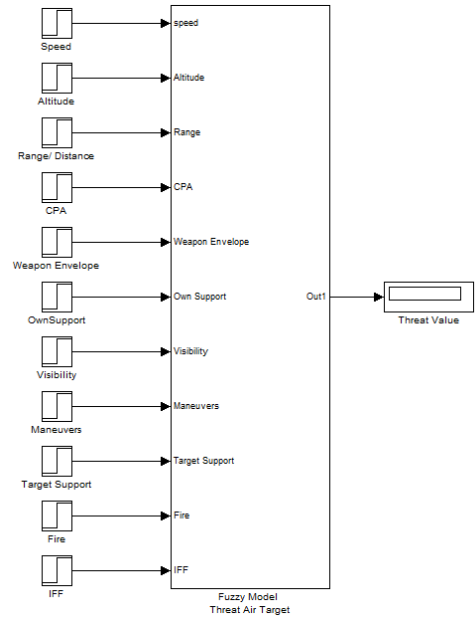 speed
Speed
Altitude
Altitude
Range
Range/ Distance
CPA
CPA
Weapon Envelope
Weapon Envelope
Own Support
Out1
OwnSupport
Threat Value
Visibility
Visibility
Maneuvers
Maneuvers
Target Support
Target Support
Fire
Fire
IFF
IFF
Fuzzy Model
Threat Air Target